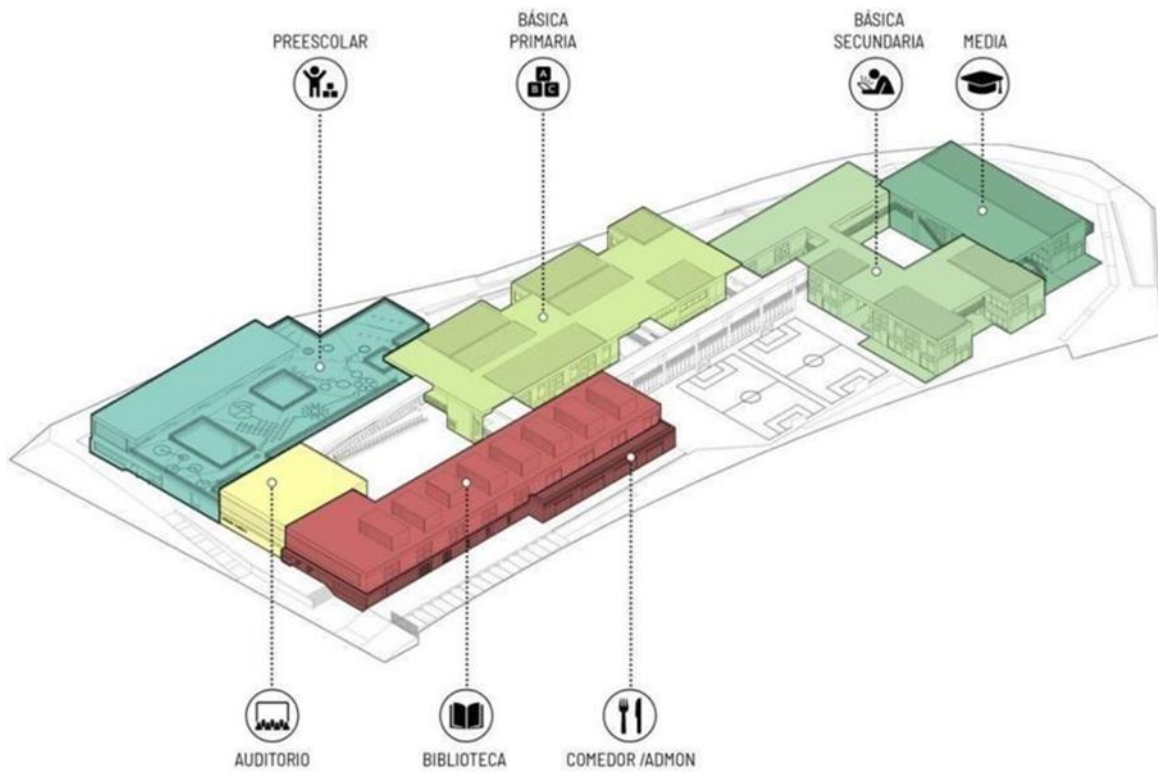 PREESCOLAR
BÁSICA
PRIMARIA
BÁSICA
SECUNDARIA
MEDIA
A
B C
AUDITORIO
BIBLIOTECA
COMEDOR /ADMON